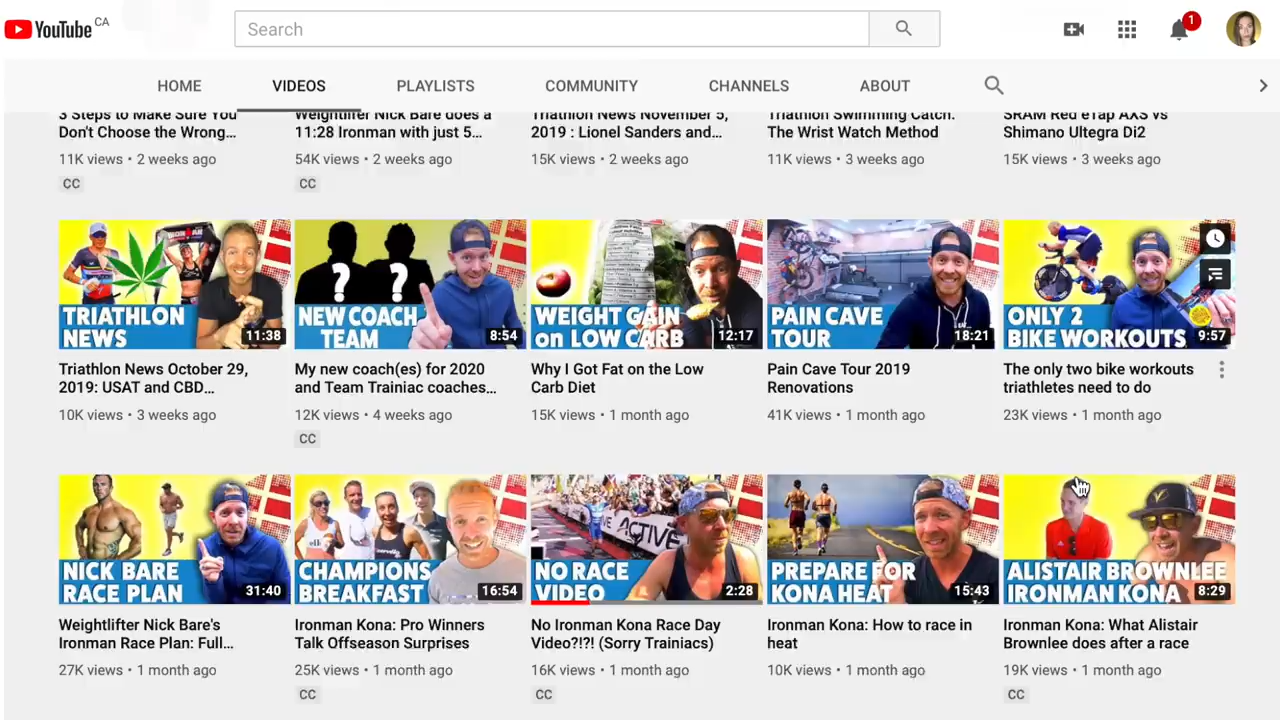 YouTube CA
Search
1
HOME VIDEOS PLAYLISTS COMMUNITY CHANNELS ABOUT
3 Steps to Make Sure You
Don't Choose the Wrong...
11K views • 2 weeks ago
CC
Weightlifter Nick Bare does a
11:28 Ironman with just 5...
54K views • 2 weeks ago
CC
Triathlon News November 5,
2019 : Lionel Sanders and...
15K views • 2 weeks ago
Triathlon Swimming Catch:
The Wrist Watch Method
11K views • 3 weeks ago
SRAM Red eTap AXS vs
Shimano Ultegra Di2
15K views • 3 weeks ago
TRIATHLON
NEWS
11:38
Triathlon News October 29,
2019: USAT and CBD...
10K views • 3 weeks ago
? ?
NEW COACH
TEAM
8:54
My new coach(es) for 2020
and Team Trainiac coaches...
12K views • 4 weeks ago
CC
WEIGHT GAIN
on LOW CARB
12:17
Why I Got Fat on the Low
Carb Diet
15K views • 1 month ago
PAIN CAVE
TOUR
18:21
Pain Cave Tour 2019
Renovations
41K views • 1 month ago
ONLY 2
BIKE WORKOUTS
9:57
The only two bike workouts
triathletes need to do
23K views • 1 month ago
NICK BARE
RACE PLAN
31:40
Weightlifter Nick Bare's
Ironman Race Plan: Full...
27K views • 1 month ago
CHAMPIONS
BREAKFAST
16:54
Ironman Kona: Pro Winners
Talk Offseason Surprises
25K views • 1 month ago
CC
ACTIVE
NO RACE
VIDEO
2:28
No Ironman Kona Race Day
Video?!?! (Sorry Trainiacs)
16K views • 1 month ago
CC
PREPARE FOR
KONA HEAT
15:43
Ironman Kona: How to race in
heat
10K views • 1 month ago
ALISTAIR BROWNLEE
IRONMAN KONA
8:29
Ironman Kona: What Alistair
Brownlee does after a race
19K views • 1 month ago
CC